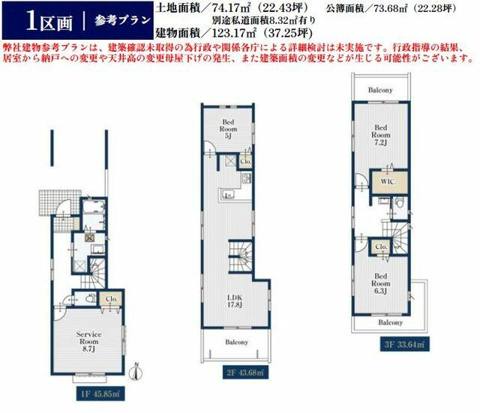 1区画 参考プラン
土地面積／74.17㎡（22.43坪） 公簿面積／73.68㎡（22.28坪）
別途私道面積8.32㎡有り
建物面積／123.17㎡（37.25坪）
弊社建物参考プランは、建築確認未取得の為行政や関係各庁による詳細検討は未実施です。行政指導の結果、
居室から納戸への変更や天井高の変更母屋下げの発生、また建築面積の変更などが生じる可能性がございます。
Clo.
Service
Room
8.7J
1F 45.85㎡
Bed
Room
5J
Clo.
LDK
17.8J
Balcony
2F 43.68㎡
Balcony
Bed
Room
7.2J
WIC
Clo.
Bed
Room
6.3J
Balcony
3F 33.64㎡